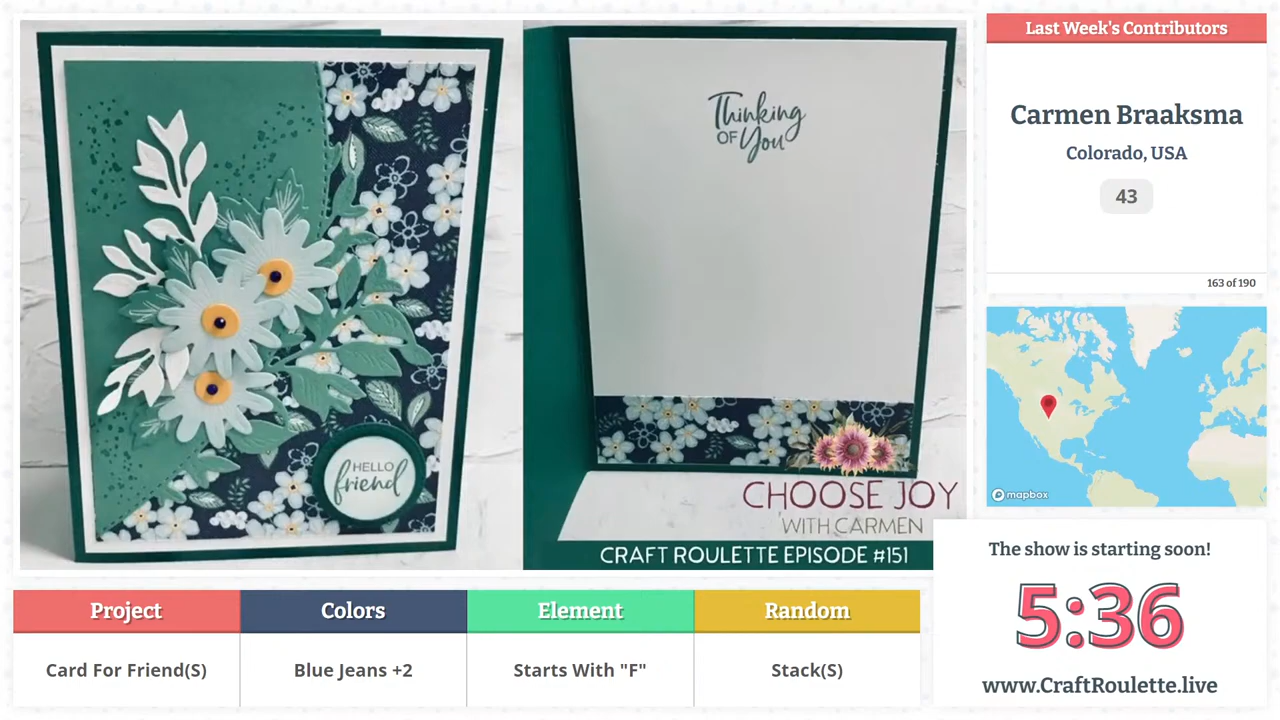 Last Week's Contributors
Carmen Braaksma
Colorado, USA
43
163 of 190
Thinking
OF You
HELLO
friend
CHOOSE JOY
WITH CARMEN
CRAFT ROULETTE EPISODE #151
mapbox
The show is starting soon!
5:36
www.CraftRoulette.live
Project
Colors
Element
Random
Card For Friend(S)
Blue Jeans +2
Starts With "F"
Stack(S)